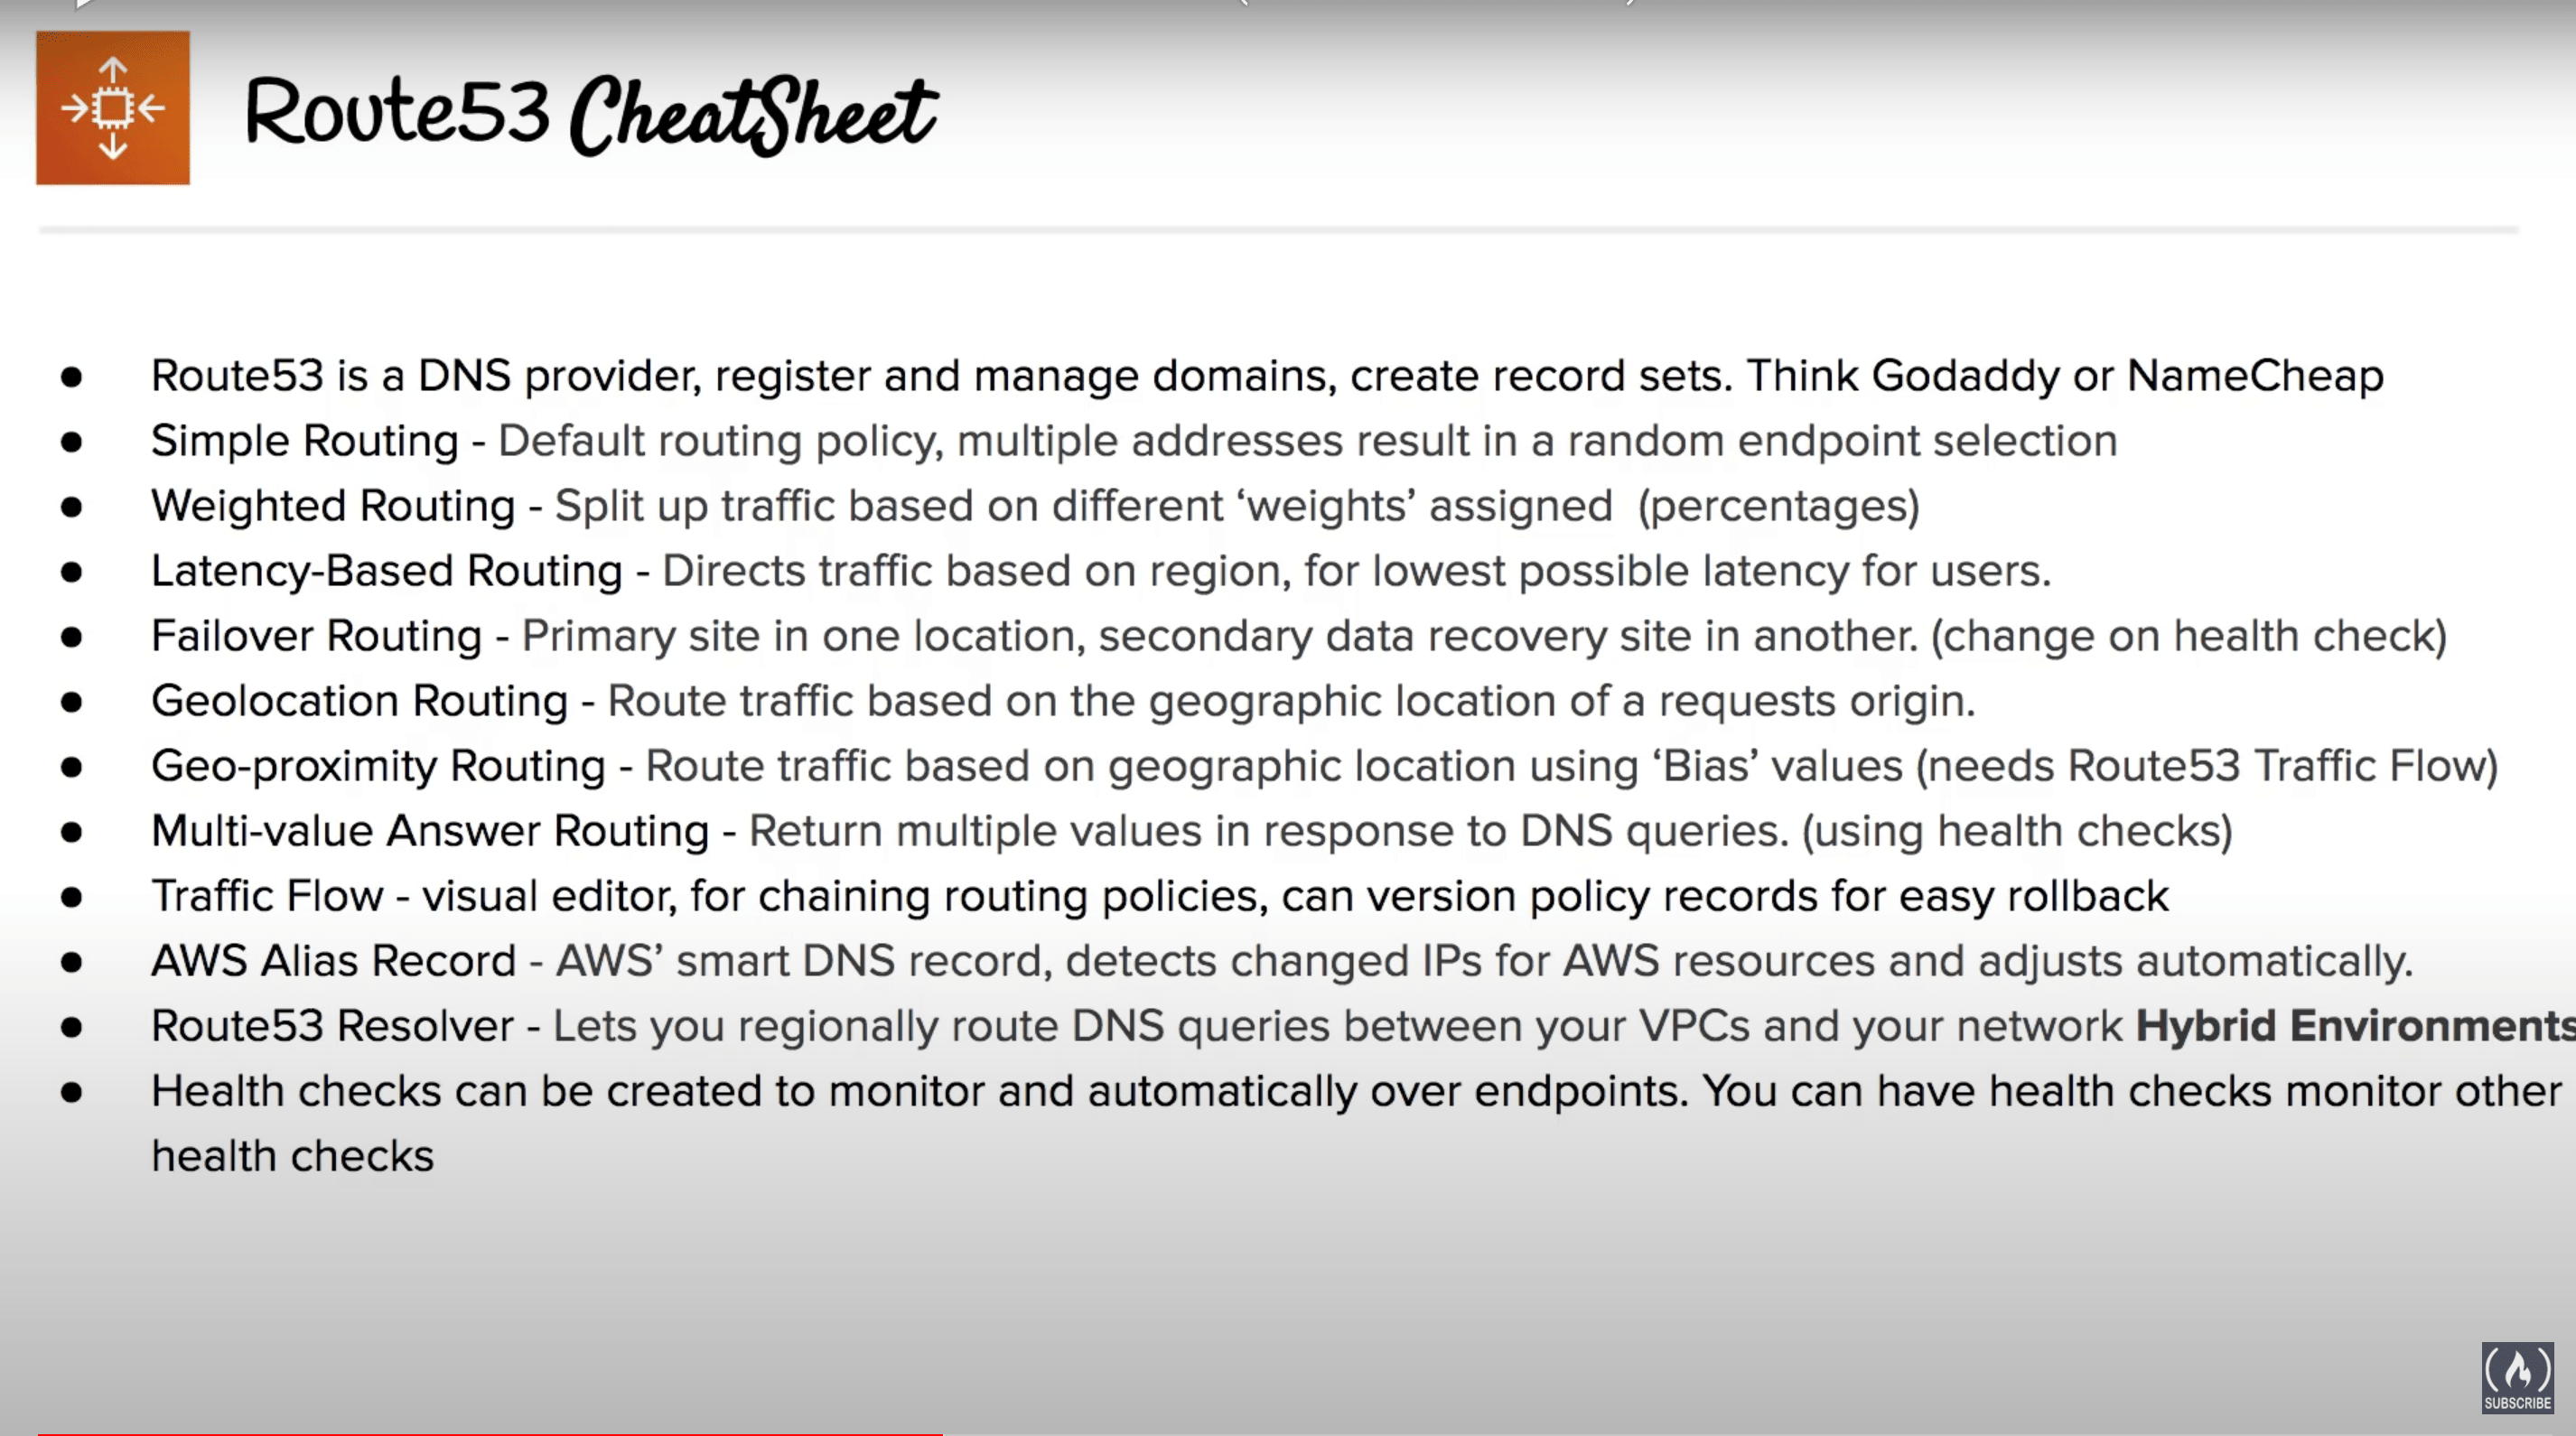 Route53 CheatSheet
● Route53 is a DNS provider, register and manage domains, create record sets. Think Godaddy or NameCheap
● Simple Routing - Default routing policy, multiple addresses result in a random endpoint selection
● Weighted Routing - Split up traffic based on different ‘weights’ assigned  (percentages)
● Latency-Based Routing - Directs traffic based on region, for lowest possible latency for users.
● Failover Routing - Primary site in one location, secondary data recovery site in another. (change on health check)
● Geolocation Routing - Route traffic based on the geographic location of a requests origin.
● Geo-proximity Routing - Route traffic based on geographic location using ‘Bias’ values (needs Route53 Traffic Flow)
● Multi-value Answer Routing - Return multiple values in response to DNS queries. (using health checks)
● Traffic Flow - visual editor, for chaining routing policies, can version policy records for easy rollback
● AWS Alias Record - AWS’ smart DNS record, detects changed IPs for AWS resources and adjusts automatically.
● Route53 Resolver - Lets you regionally route DNS queries between your VPCs and your network Hybrid Environments
● Health checks can be created to monitor and automatically over endpoints. You can have health checks monitor other
health checks
SUBSCRIBE